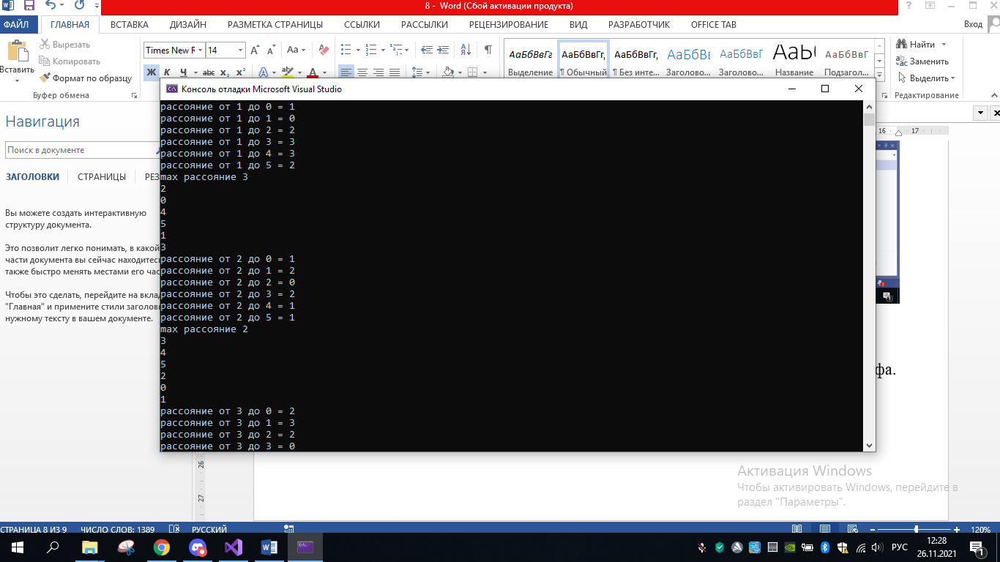 8 - Word (Сбой активации продукта)
ФАЙЛ ГЛАВНАЯ ВСТАВКА ДИЗАЙН РАЗМЕТКА СТРАНИЦЫ ССЫЛКИ РАССЫЛКИ РЕЦЕНЗИРОВАНИЕ ВИД РАЗРАБОТЧИК OFFICE TAB Вход
Вставить
Вырезать
Копировать
Формат по образцу
Буфер обмена
Times New R 14
Ж К Ч abc x₂ x²
АаБбВвГг АаБбВвГг, АаБбВвГг, АаБбВв АаБбВвГ АаБ АаБбВвГ
Выделение ¶ Обычный ¶ Без инте... Заголово... Заголово... Название Подзагол...
Найти
Заменить
Выделить
Редактирование
Навигация
Поиск в документе
ЗАГОЛОВКИ СТРАНИЦЫ РЕЗ
Вы можете создать интерактивную
структуру документа.
Это позволит легко понимать, в какой
части документа вы сейчас находитесь
также быстро менять местами его час
Чтобы это сделать, перейдите на вклад
"Главная" и примените стили заголово
нужному тексту в вашем документе.
Консоль отладки Microsoft Visual Studio
рассояние от 1 до 0 = 1
рассояние от 1 до 1 = 0
рассояние от 1 до 2 = 2
рассояние от 1 до 3 = 3
рассояние от 1 до 4 = 3
рассояние от 1 до 5 = 2
max рассояние 3
2
0
4
5
1
3
рассояние от 2 до 0 = 1
рассояние от 2 до 1 = 2
рассояние от 2 до 2 = 0
рассояние от 2 до 3 = 2
рассояние от 2 до 4 = 1
рассояние от 2 до 5 = 1
max рассояние 2
3
4
5
2
0
1
рассояние от 3 до 0 = 2
рассояние от 3 до 1 = 3
рассояние от 3 до 2 = 2
рассояние от 3 до 3 = 0
16 17
фа.
26
27
Активация Windows
Чтобы активировать Windows, перейдите в
раздел "Параметры".
СТРАНИЦА 8 ИЗ 9 ЧИСЛО СЛОВ: 1389 РУССКИЙ 120%
РУС
12:28
26.11.2021
1